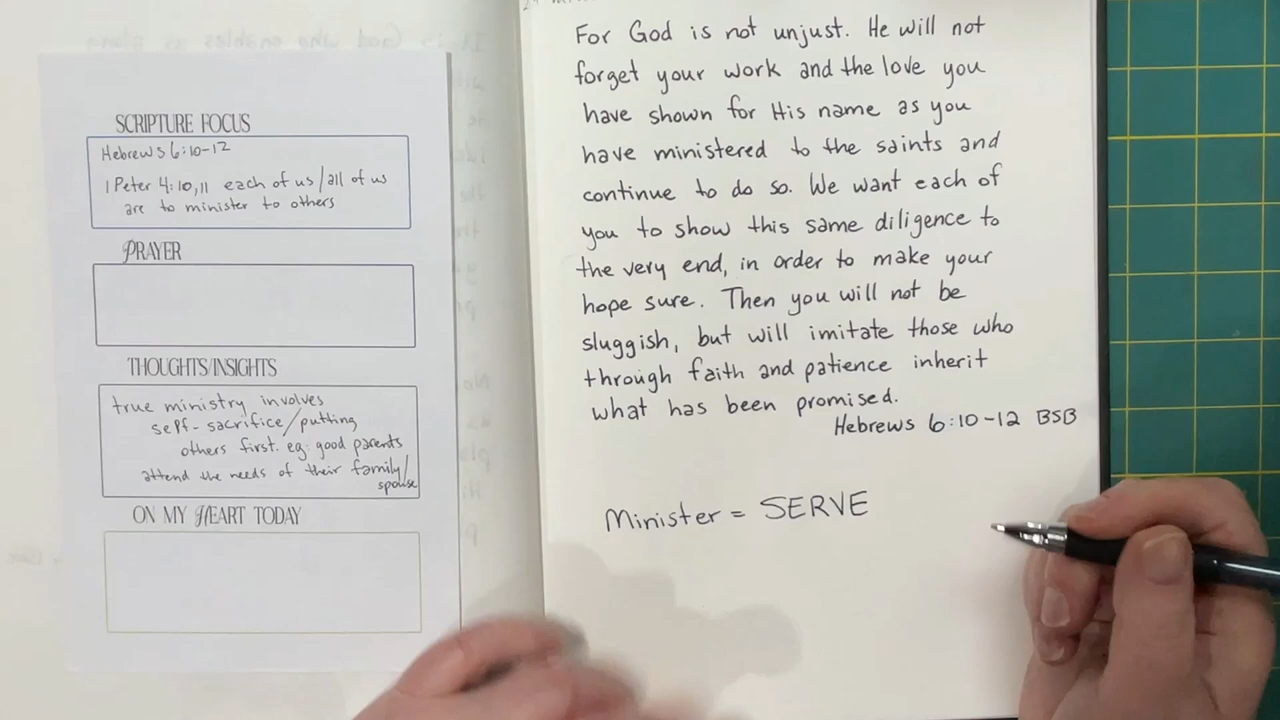 SCRIPTURE FOCUS
Hebrews 6:10-12
1 Peter 4:10,11 each of us/all of us
are to minister to others
PRAYER
THOUGHTS/INSIGHTS
true ministry involves
self-sacrifice/putting
others first. eg: good parents
attend the needs of their family/
spouse
ON MY HEART TODAY
For God is not unjust. He will not
forget your work and the love you
have shown for His name as you
have ministered to the saints and
continue to do so. We want each of
you to show this same diligence to
the very end, in order to make your
hope sure. Then you will not be
sluggish, but will imitate those who
through faith and patience inherit
what has been promised.
Hebrews 6:10-12 BSB
Minister = SERVE